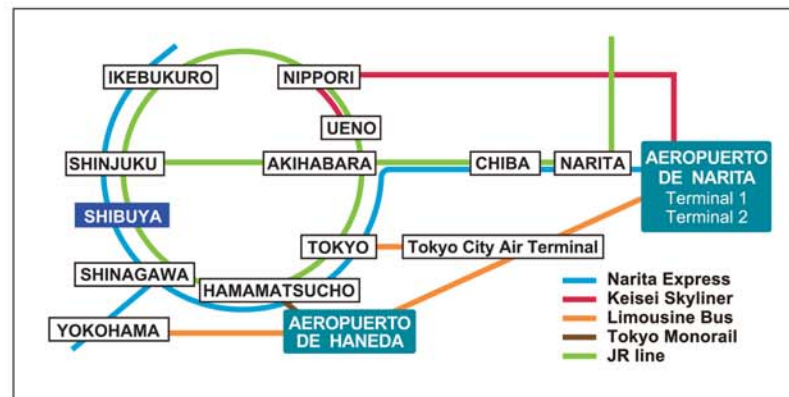 IKEBUKURO
NIPPORI
UENO
SHINJUKU
AKIHABARA
CHIBA
NARITA
AEROPUERTO
DE NARITA
Terminal 1
Terminal 2
SHIBUYA
TOKYO
Tokyo City Air Terminal
SHINAGAWA
HAMAMATSUCHO
YOKOHAMA
AEROPUERTO
DE HANEDA
Narita Express
Keisei Skyliner
Limousine Bus
Tokyo Monorail
JR line